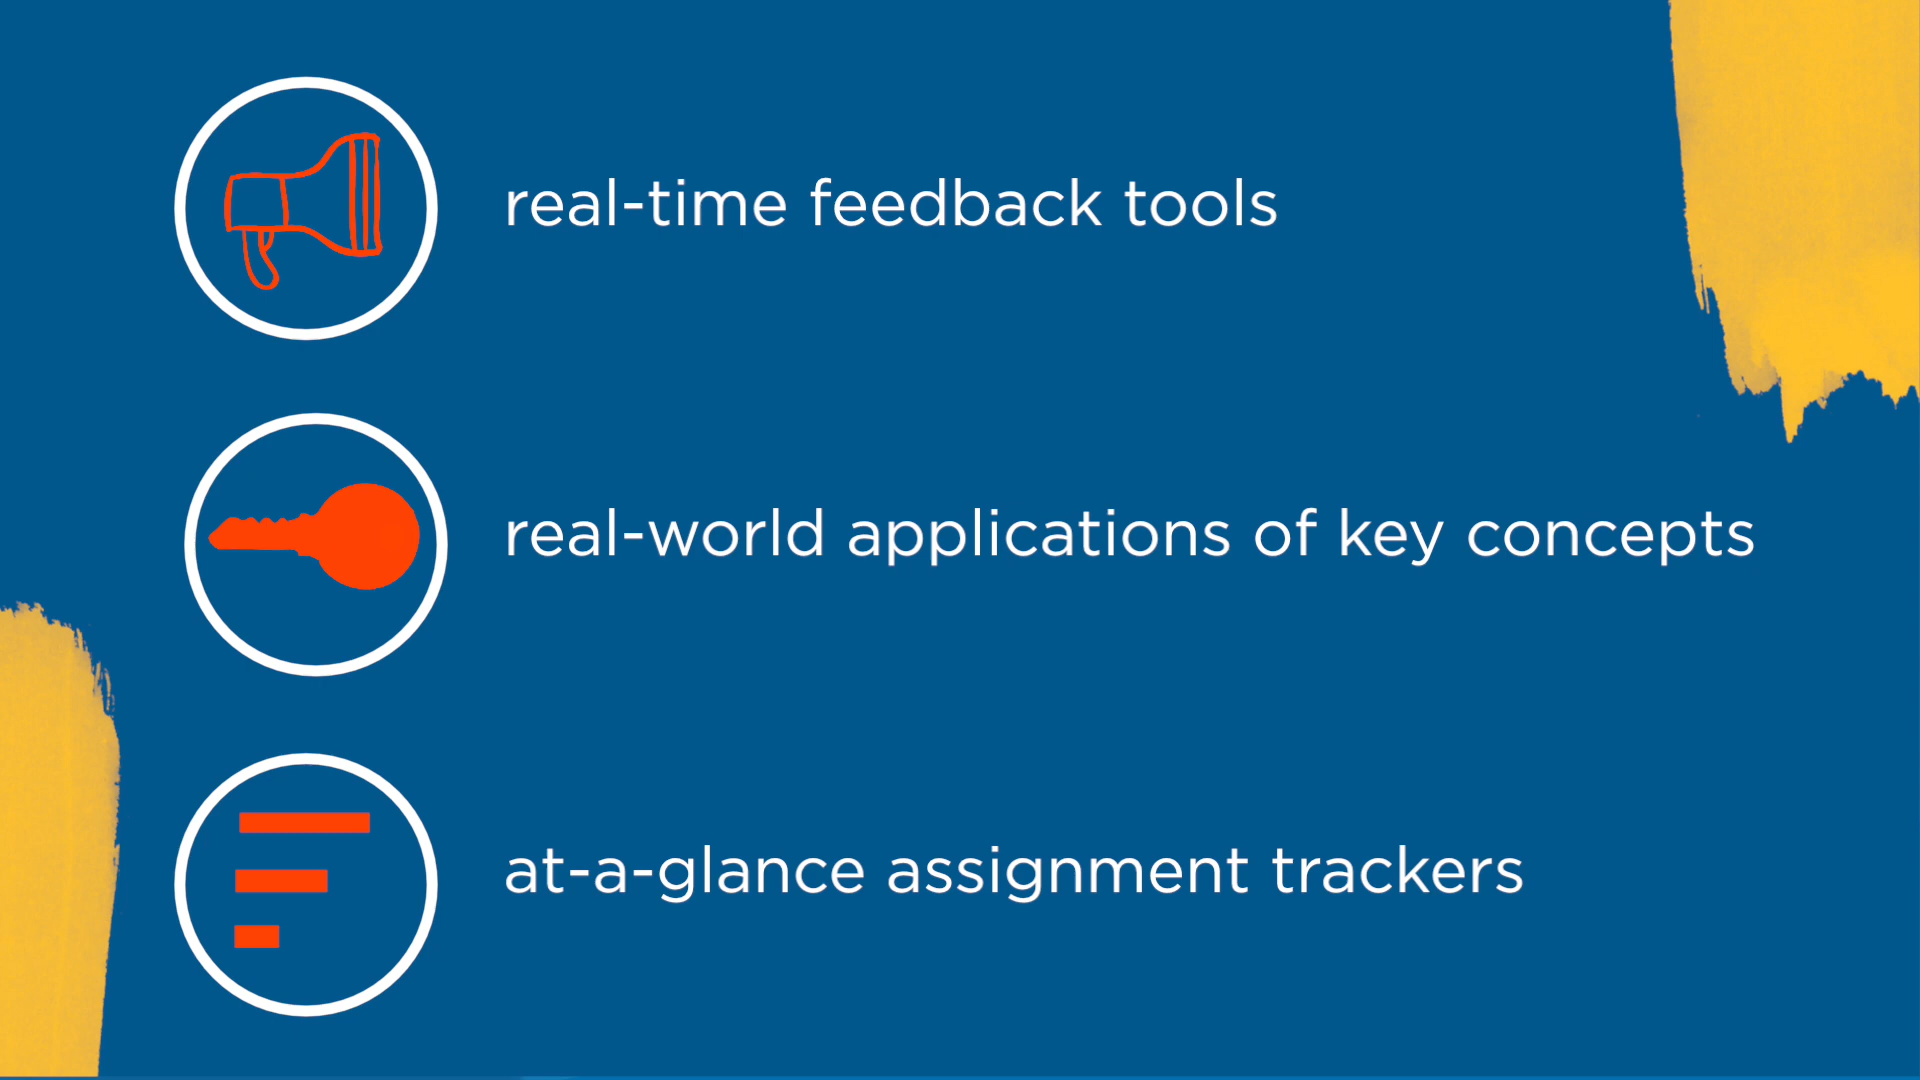 real-time feedback tools
real-world applications of key concepts
at-a-glance assignment trackers